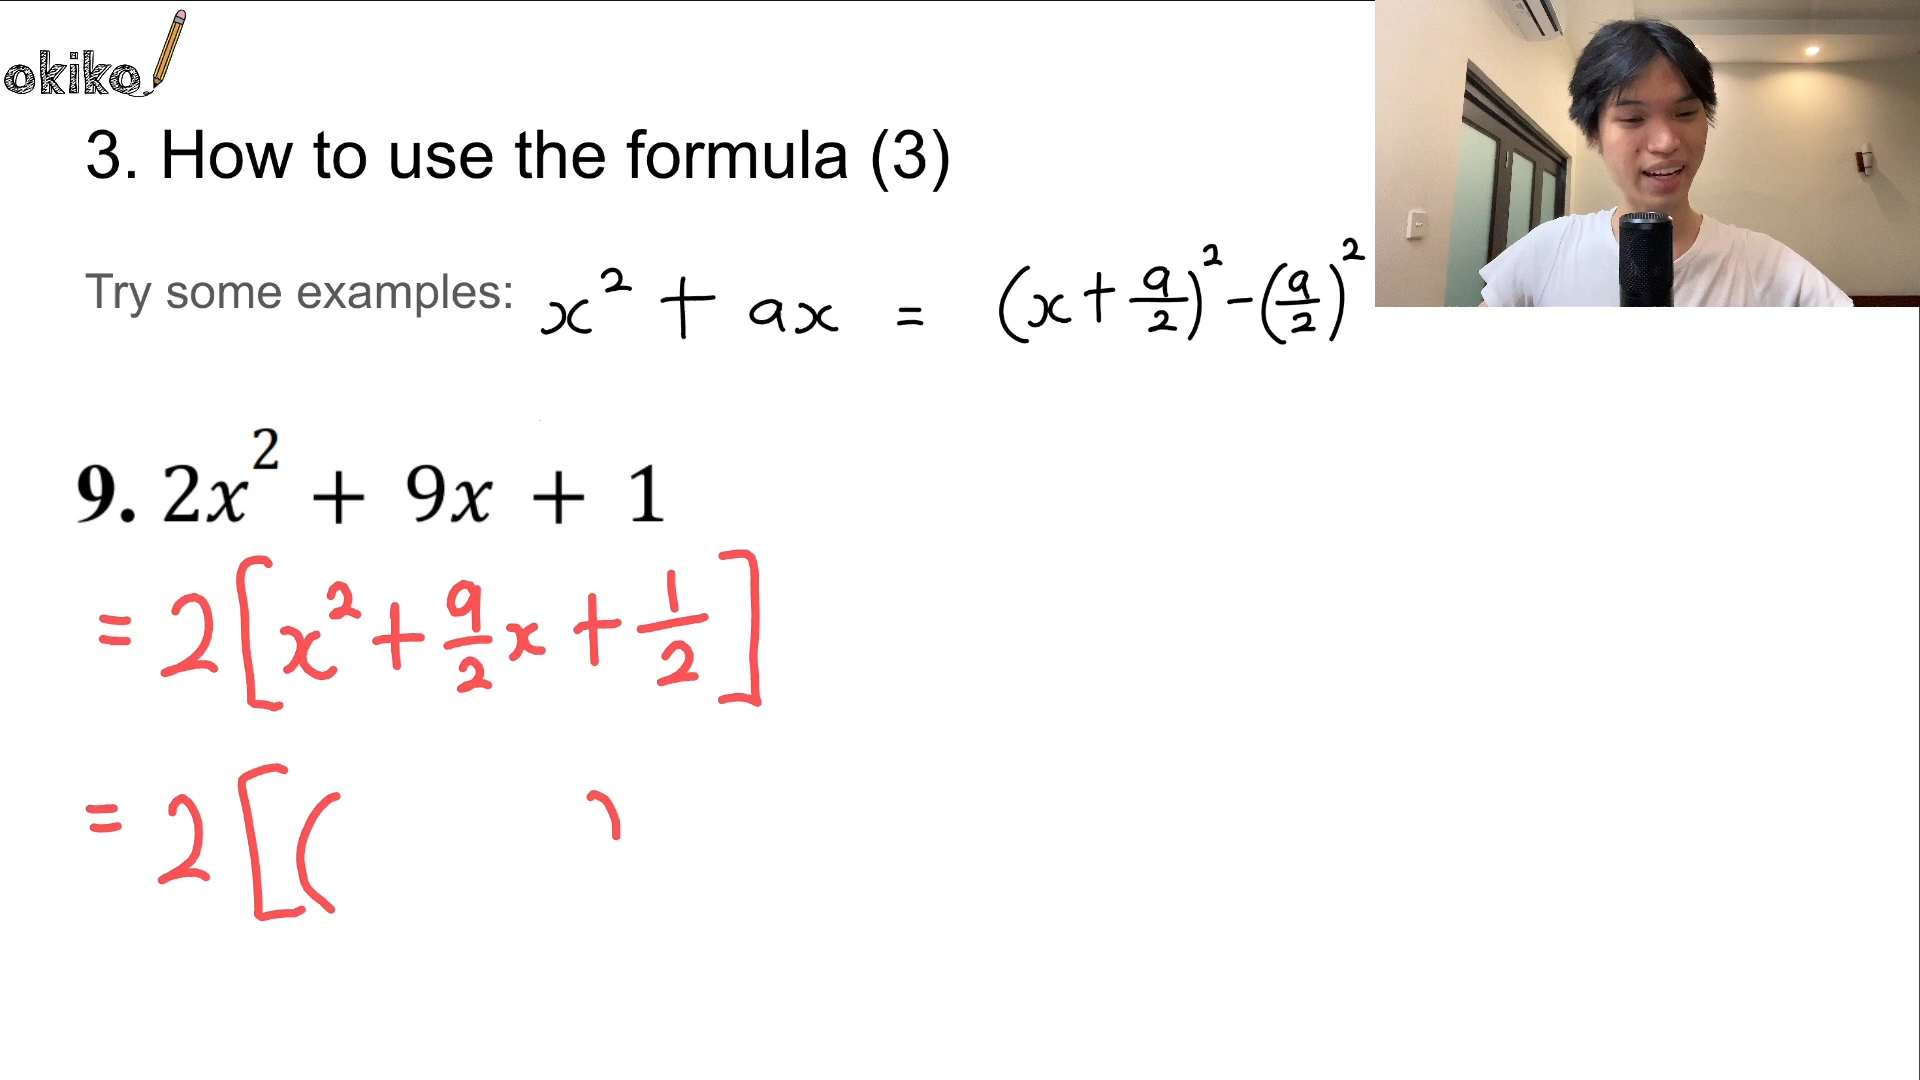 okiko
3. How to use the formula (3)
Try some examples: x² + ax = (x + a/2)² - (a/2)²
9. 2x² + 9x + 1
= 2[x² + 9/2 x + 1/2]
= 2[( )